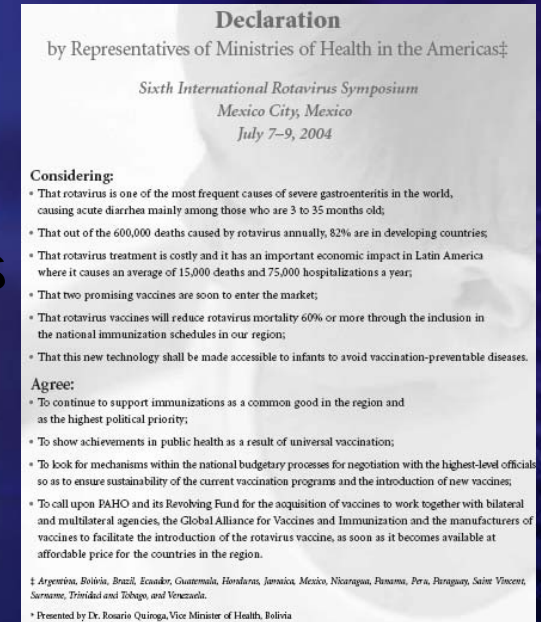 Declaration
by Representatives of Ministries of Health in the Americas‡
Sixth International Rotavirus Symposium
Mexico City, Mexico
July 7–9, 2004
Considering:
• That rotavirus is one of the most frequent causes of severe gastroenteritis in the world,
causing acute diarrhea mainly among those who are 3 to 35 months old;
• That out of the 600,000 deaths caused by rotavirus annually, 82% are in developing countries;
• That rotavirus treatment is costly and it has an important economic impact in Latin America
where it causes an average of 15,000 deaths and 75,000 hospitalizations a year;
• That two promising vaccines are soon to enter the market;
• That rotavirus vaccines will reduce rotavirus mortality 60% or more through the inclusion in
the national immunization schedules in our region;
• That this new technology shall be made accessible to infants to avoid vaccination-preventable diseases.
Agree:
• To continue to support immunizations as a common good in the region and
as the highest political priority;
• To show achievements in public health as a result of universal vaccination;
• To look for mechanisms within the national budgetary processes for negotiation with the highest-level officials
so as to ensure sustainability of the current vaccination programs and the introduction of new vaccines;
• To call upon PAHO and its Revolving Fund for the acquisition of vaccines to work together with bilateral
and multilateral agencies, the Global Alliance for Vaccines and Immunization and the manufacturers of
vaccines to facilitate the introduction of the rotavirus vaccine, as soon as it becomes available at
affordable price for the countries in the region.
‡ Argentina, Bolivia, Brazil, Ecuador, Guatemala, Honduras, Jamaica, Mexico, Nicaragua, Panama, Peru, Paraguay, Saint Vincent,
Suriname, Trinidad and Tobago, and Venezuela.
* Presented by Dr. Rosario Quiroga, Vice Minister of Health, Bolivia